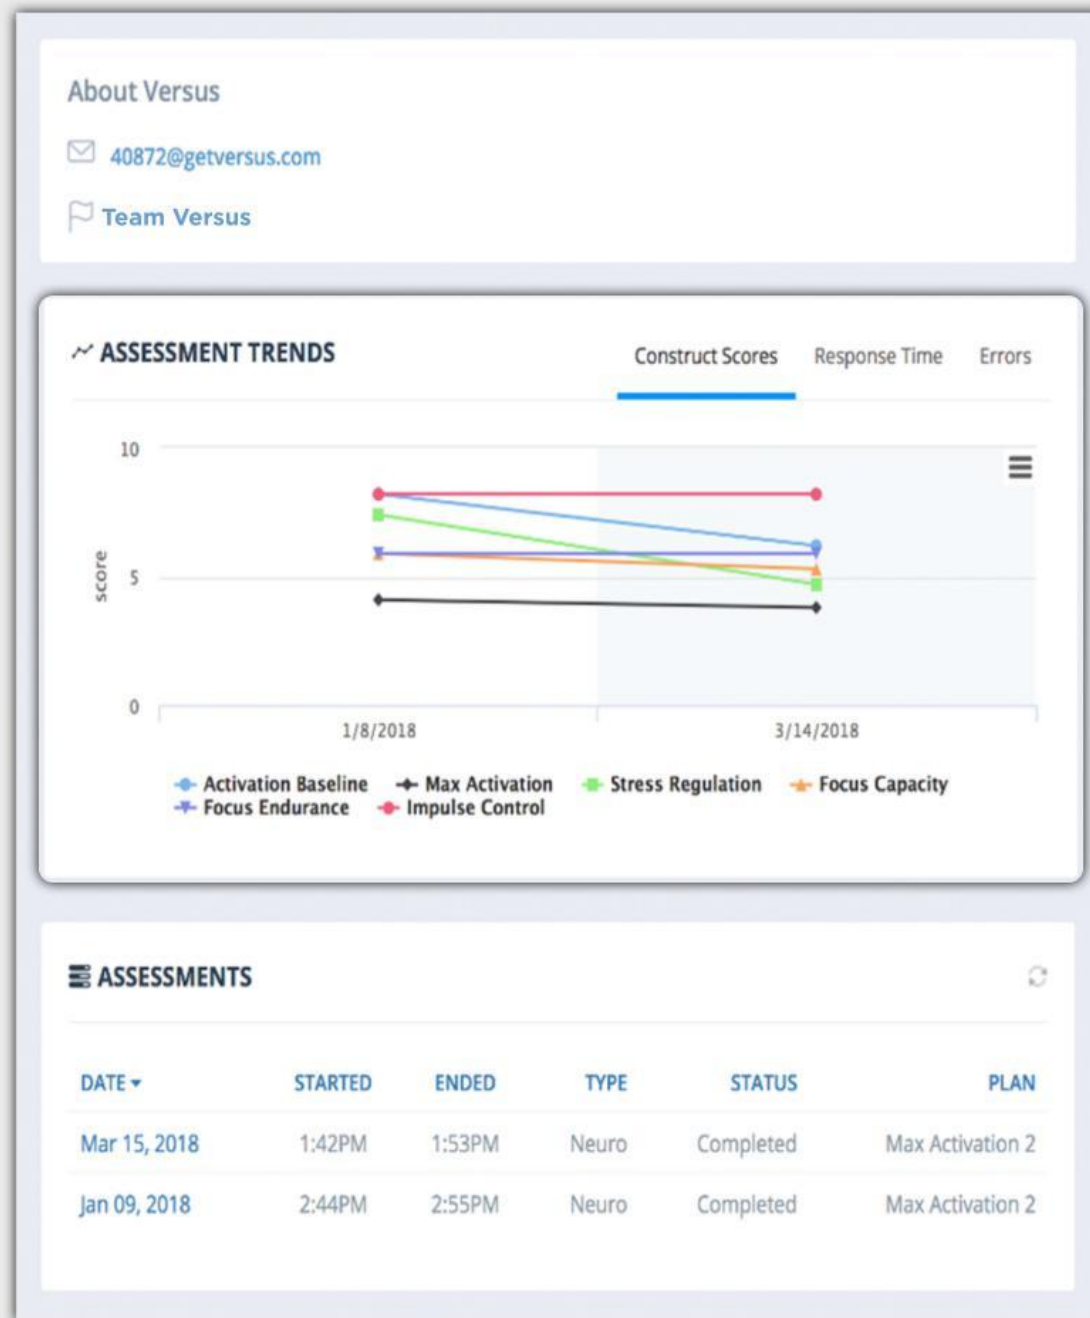 About Versus
40872@getversus.com
Team Versus
ASSESSMENT TRENDS
Construct Scores Response Time Errors
10
score
5
0
1/8/2018 3/14/2018
Activation Baseline Max Activation Stress Regulation Focus Capacity
Focus Endurance Impulse Control
ASSESSMENTS
DATE STARTED ENDED TYPE STATUS PLAN
Mar 15, 2018 1:42PM 1:53PM Neuro Completed Max Activation 2
Jan 09, 2018 2:44PM 2:55PM Neuro Completed Max Activation 2